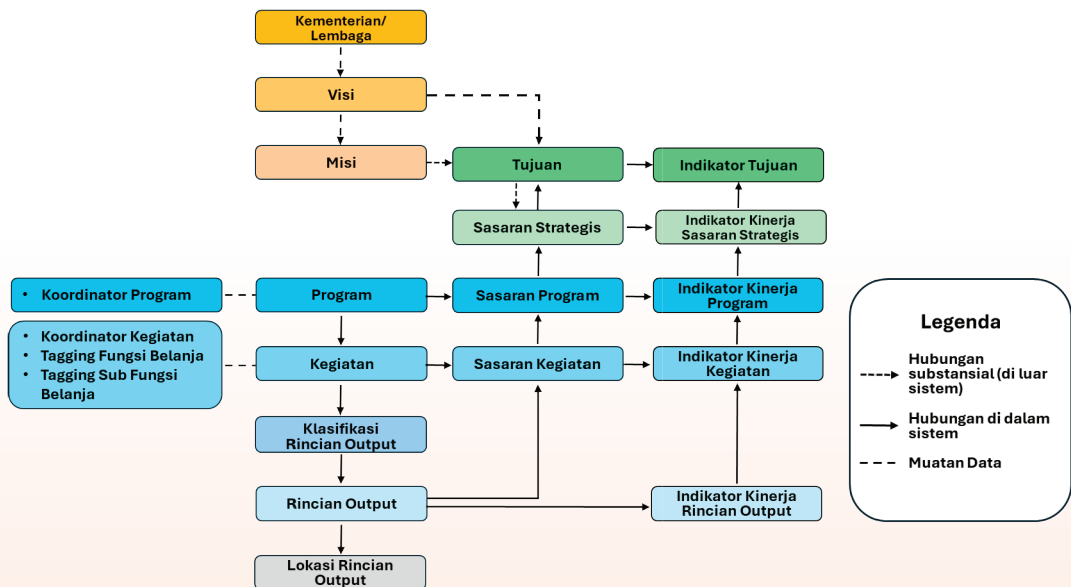 Kementerian/
Lembaga
Visi
Misi
Tujuan
Indikator Tujuan
Sasaran Strategis
Indikator Kinerja
Sasaran Strategis
• Koordinator Program
Program
Sasaran Program
Indikator Kinerja
Program
• Koordinator Kegiatan
• Tagging Fungsi Belanja
• Tagging Sub Fungsi
Belanja
Kegiatan
Sasaran Kegiatan
Indikator Kinerja
Kegiatan
Klasifikasi
Rincian Output
Rincian Output
Indikator Kinerja
Rincian Output
Lokasi Rincian
Output
Legenda
Hubungan
substansial (di luar
sistem)
Hubungan di dalam
sistem
Muatan Data